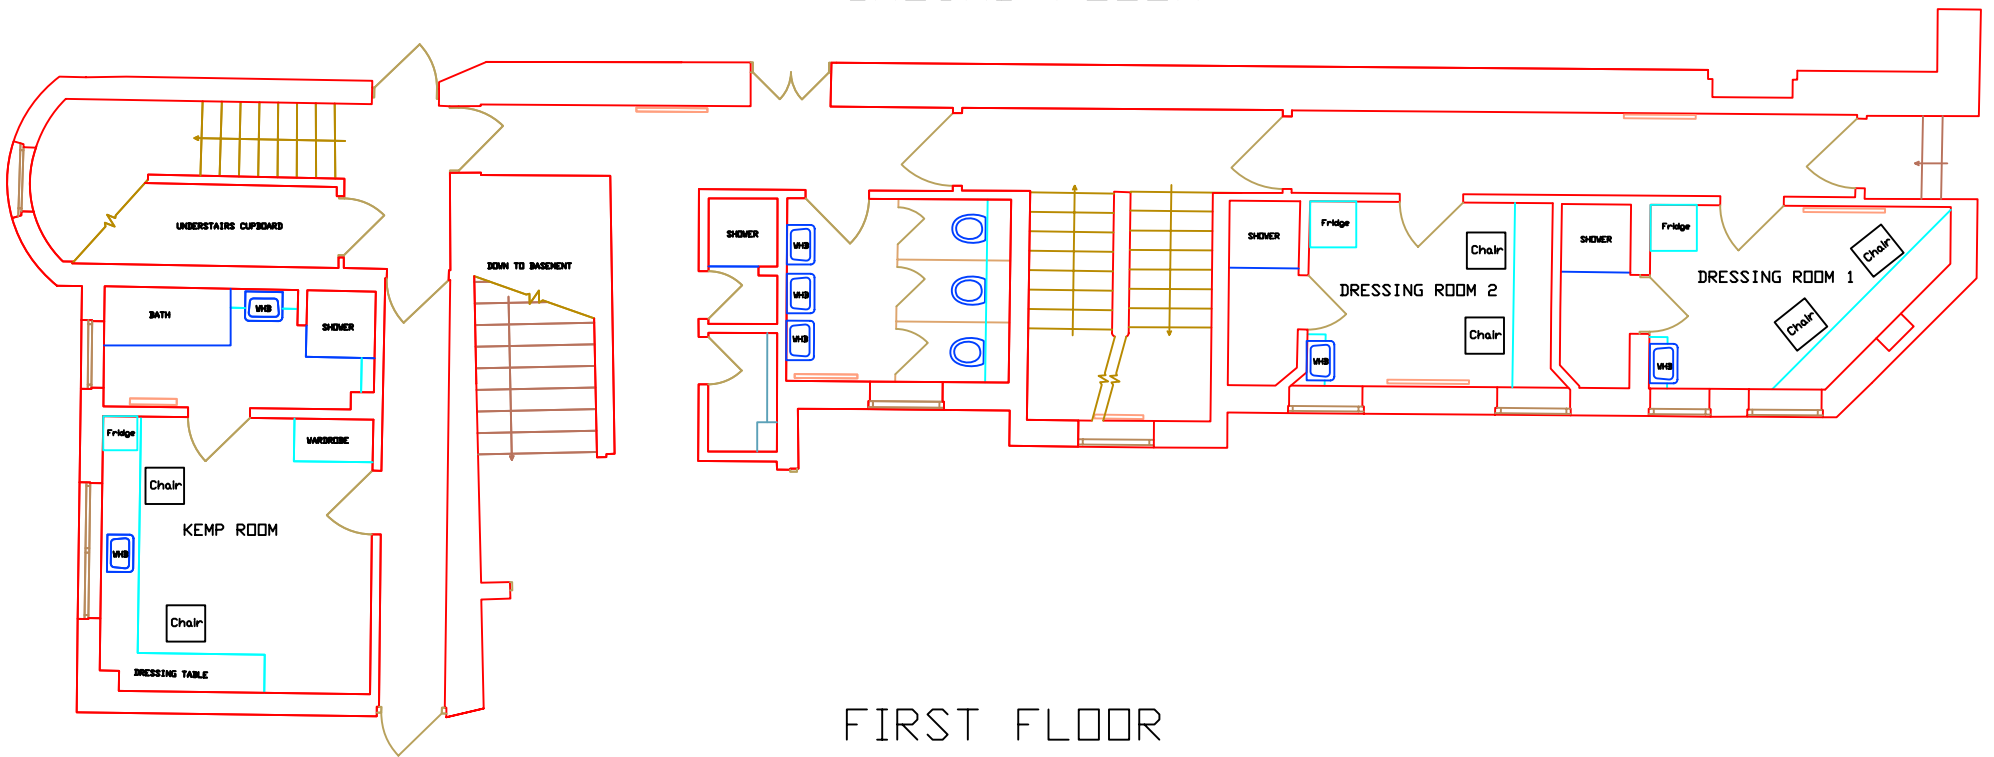 UNDERSTAIRS CUPBOARD
DOWN TO BASEMENT
BATH
WHB
SHOWER
Fridge
WARDROBE
Chair
KEMP ROOM
WHB
Chair
DRESSING TABLE
SHOWER
WHB
WHB
WHB
SHOWER
Fridge
Chair
DRESSING ROOM 2
Chair
WHB
SHOWER
Fridge
Chair
DRESSING ROOM 1
Chair
WHB
FIRST FLOOR